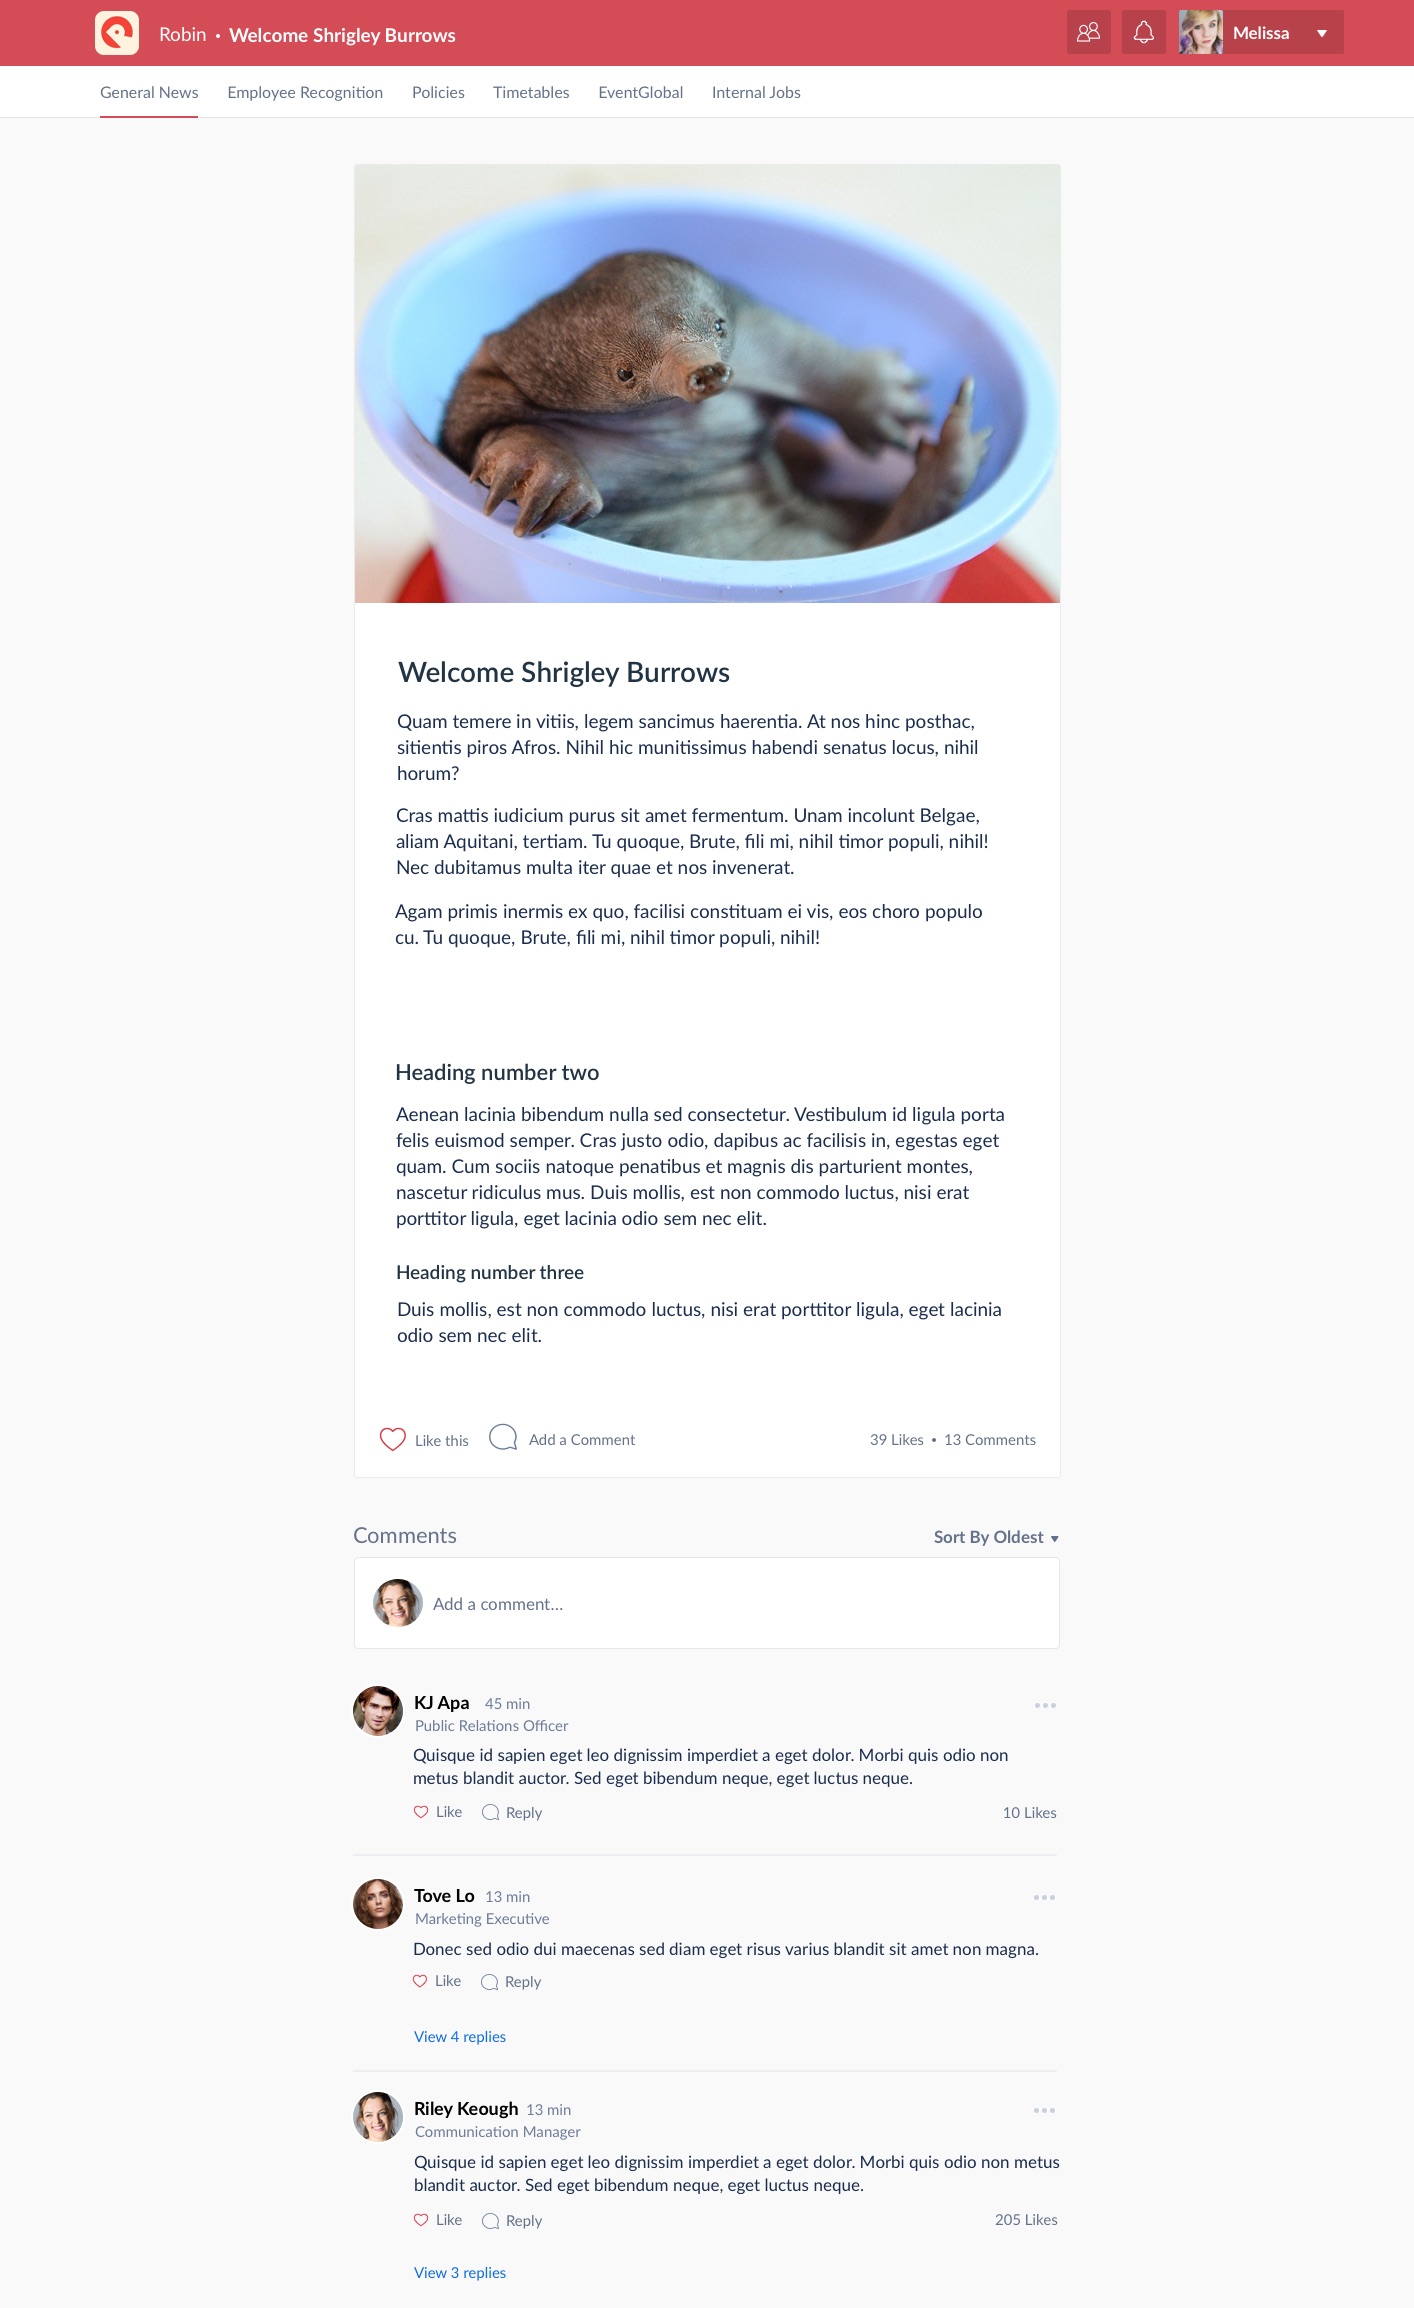 Robin • Welcome Shrigley Burrows
Melissa
General News Employee Recognition Policies Timetables EventGlobal Internal Jobs
Welcome Shrigley Burrows
Quam temere in vitiis, legem sancimus haerentia. At nos hinc posthac,
sitientis piros Afros. Nihil hic munitissimus habendi senatus locus, nihil
horum?
Cras mattis iudicium purus sit amet fermentum. Unam incolunt Belgae,
aliam Aquitani, tertiam. Tu quoque, Brute, fili mi, nihil timor populi, nihil!
Nec dubitamus multa iter quae et nos invenerat.
Agam primis inermis ex quo, facilisi constituam ei vis, eos choro populo
cu. Tu quoque, Brute, fili mi, nihil timor populi, nihil!
Heading number two
Aenean lacinia bibendum nulla sed consectetur. Vestibulum id ligula porta
felis euismod semper. Cras justo odio, dapibus ac facilisis in, egestas eget
quam. Cum sociis natoque penatibus et magnis dis parturient montes,
nascetur ridiculus mus. Duis mollis, est non commodo luctus, nisi erat
porttitor ligula, eget lacinia odio sem nec elit.
Heading number three
Duis mollis, est non commodo luctus, nisi erat porttitor ligula, eget lacinia
odio sem nec elit.
Like this Add a Comment 39 Likes • 13 Comments
Comments Sort By Oldest
Add a comment...
KJ Apa 45 min
Public Relations Officer
Quisque id sapien eget leo dignissim imperdiet a eget dolor. Morbi quis odio non
metus blandit auctor. Sed eget bibendum neque, eget luctus neque.
Like Reply 10 Likes
Tove Lo 13 min
Marketing Executive
Donec sed odio dui maecenas sed diam eget risus varius blandit sit amet non magna.
Like Reply
View 4 replies
Riley Keough 13 min
Communication Manager
Quisque id sapien eget leo dignissim imperdiet a eget dolor. Morbi quis odio non metus
blandit auctor. Sed eget bibendum neque, eget luctus neque.
Like Reply 205 Likes
View 3 replies